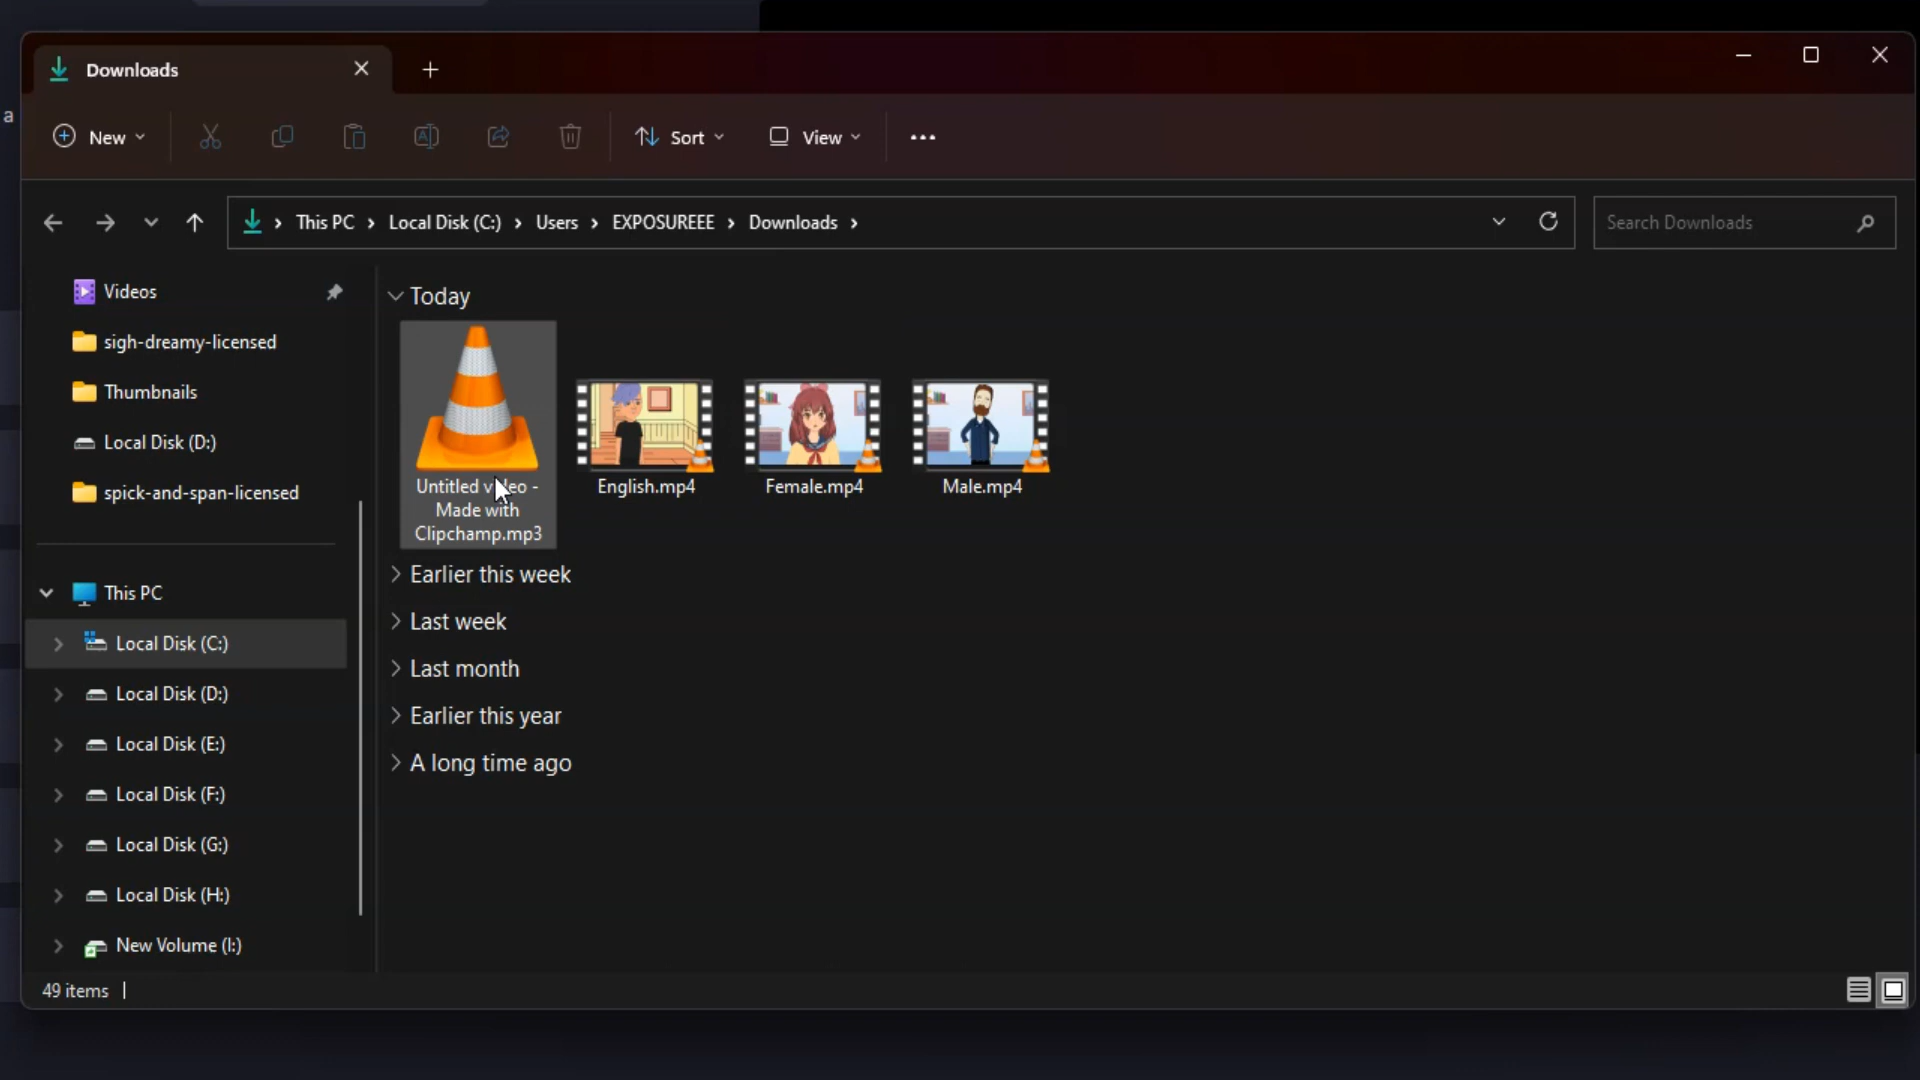 Downloads
a
New
Sort
View
This PC
Local Disk (C:)
Users
EXPOSUREEE
Downloads
Search Downloads
Videos
sigh-dreamy-licensed
Thumbnails
Local Disk (D:)
spick-and-span-licensed
This PC
Local Disk (C:)
Local Disk (D:)
Local Disk (E:)
Local Disk (F:)
Local Disk (G:)
Local Disk (H:)
New Volume (I:)
Today
Untitled video -
Made with
Clipchamp.mp3
English.mp4
Female.mp4
Male.mp4
Earlier this week
Last week
Last month
Earlier this year
A long time ago
49 items